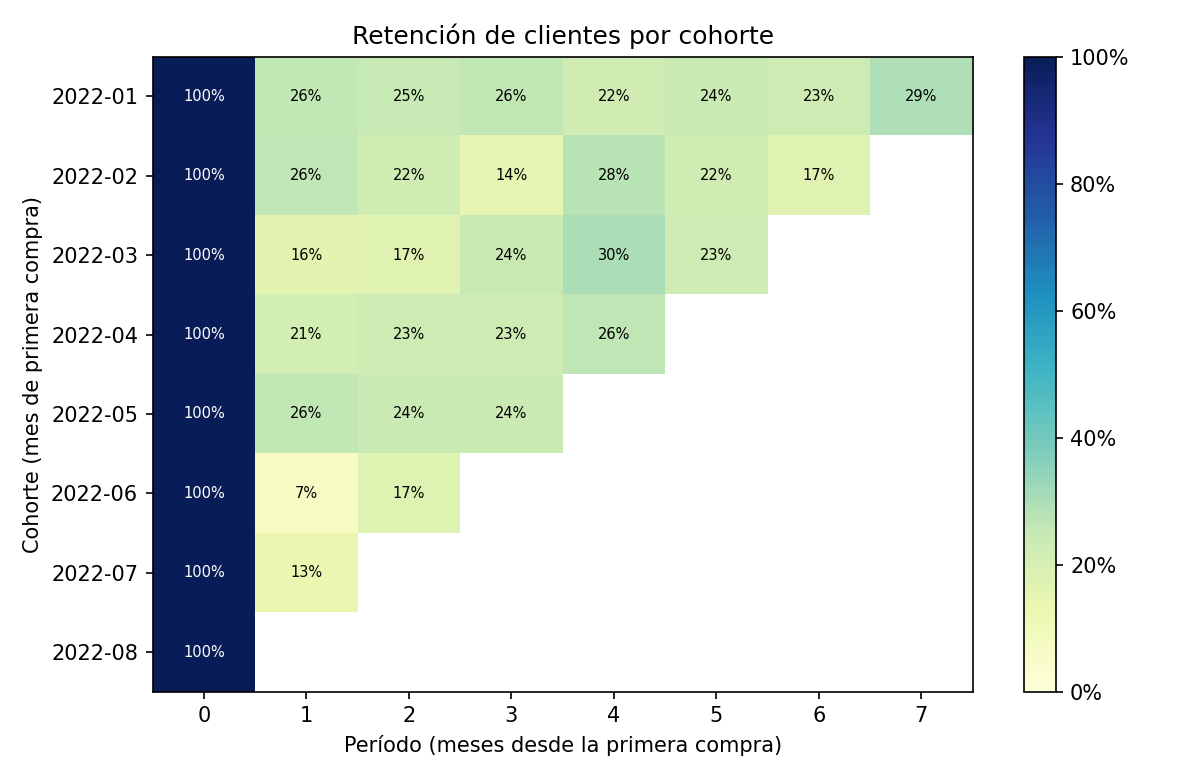 Retención de clientes por cohorte
Cohorte (mes de primera compra)
2022-01 100% 26% 25% 26% 22% 24% 23% 29%
2022-02 100% 26% 22% 14% 28% 22% 17%
2022-03 100% 16% 17% 24% 30% 23%
2022-04 100% 21% 23% 23% 26%
2022-05 100% 26% 24% 24%
2022-06 100% 7% 17%
2022-07 100% 13%
2022-08 100%
0 1 2 3 4 5 6 7
Período (meses desde la primera compra)
100%
80%
60%
40%
20%
0%